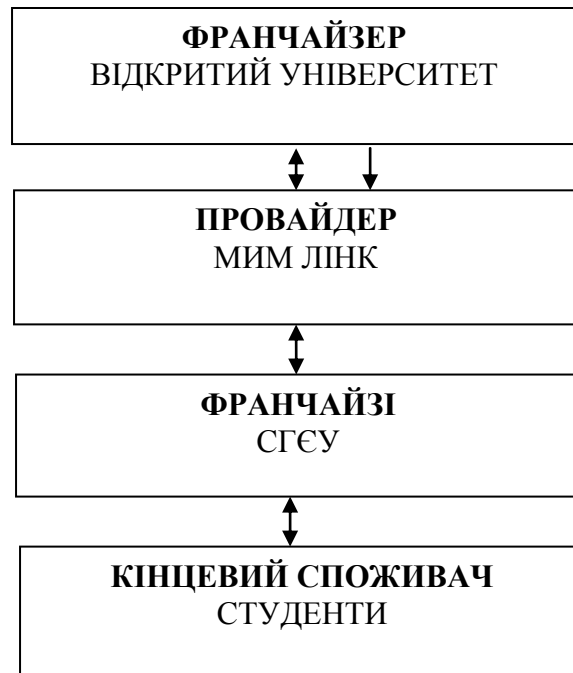 ФРАНЧАЙЗЕР
ВІДКРИТИЙ УНІВЕРСИТЕТ
ПРОВАЙДЕР
МИМ ЛІНК
ФРАНЧАЙЗІ
СГЄУ
КІНЦЕВИЙ СПОЖИВАЧ
СТУДЕНТИ